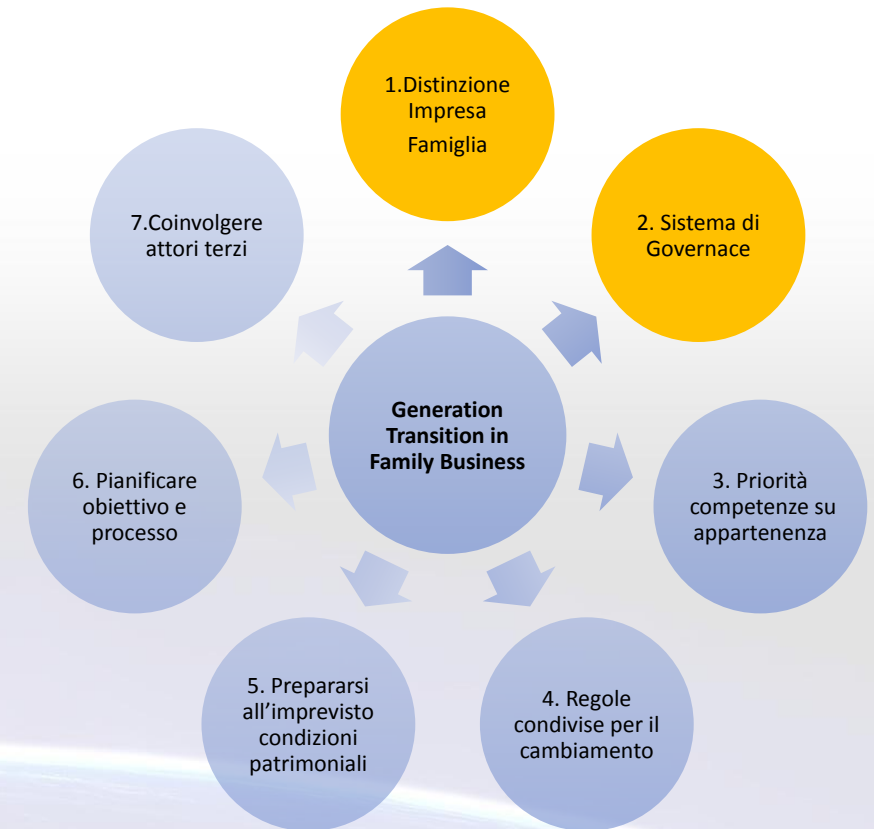 1.Distinzione
Impresa
Famiglia
2. Sistema di
Governace
3. Priorità
competenze su
appartenenza
4. Regole
condivise per il
cambiamento
5. Prepararsi
all’imprevisto
condizioni
patrimoniali
6. Pianificare
obiettivo e
processo
7.Coinvolgere
attori terzi
Generation
Transition in
Family Business